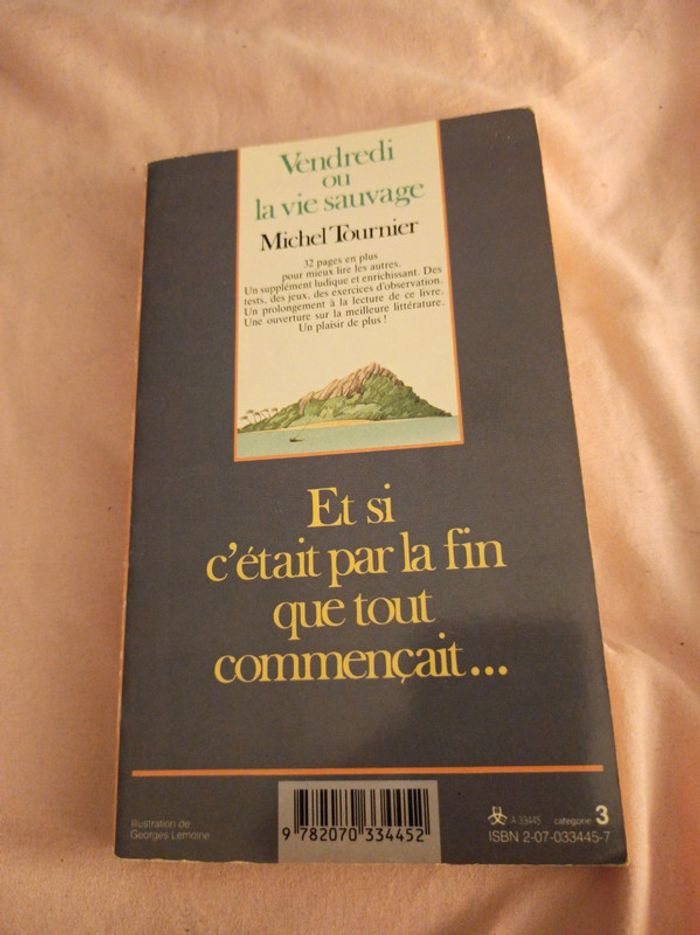 Vendredi
ou
la vie sauvage
Michel Tournier
32 pages en plus
pour mieux lire les autres.
Un supplément ludique et enrichissant. Des
tests, des jeux, des exercices d'observation.
Un prolongement à la lecture de ce livre.
Une ouverture sur la meilleure littérature.
Un plaisir de plus !
Et si
c'était par la fin
que tout
commençait...
Illustration de
Georges Lemoine
9 782070 334452
A 33445 catégorie 3
ISBN 2-07-033445-7